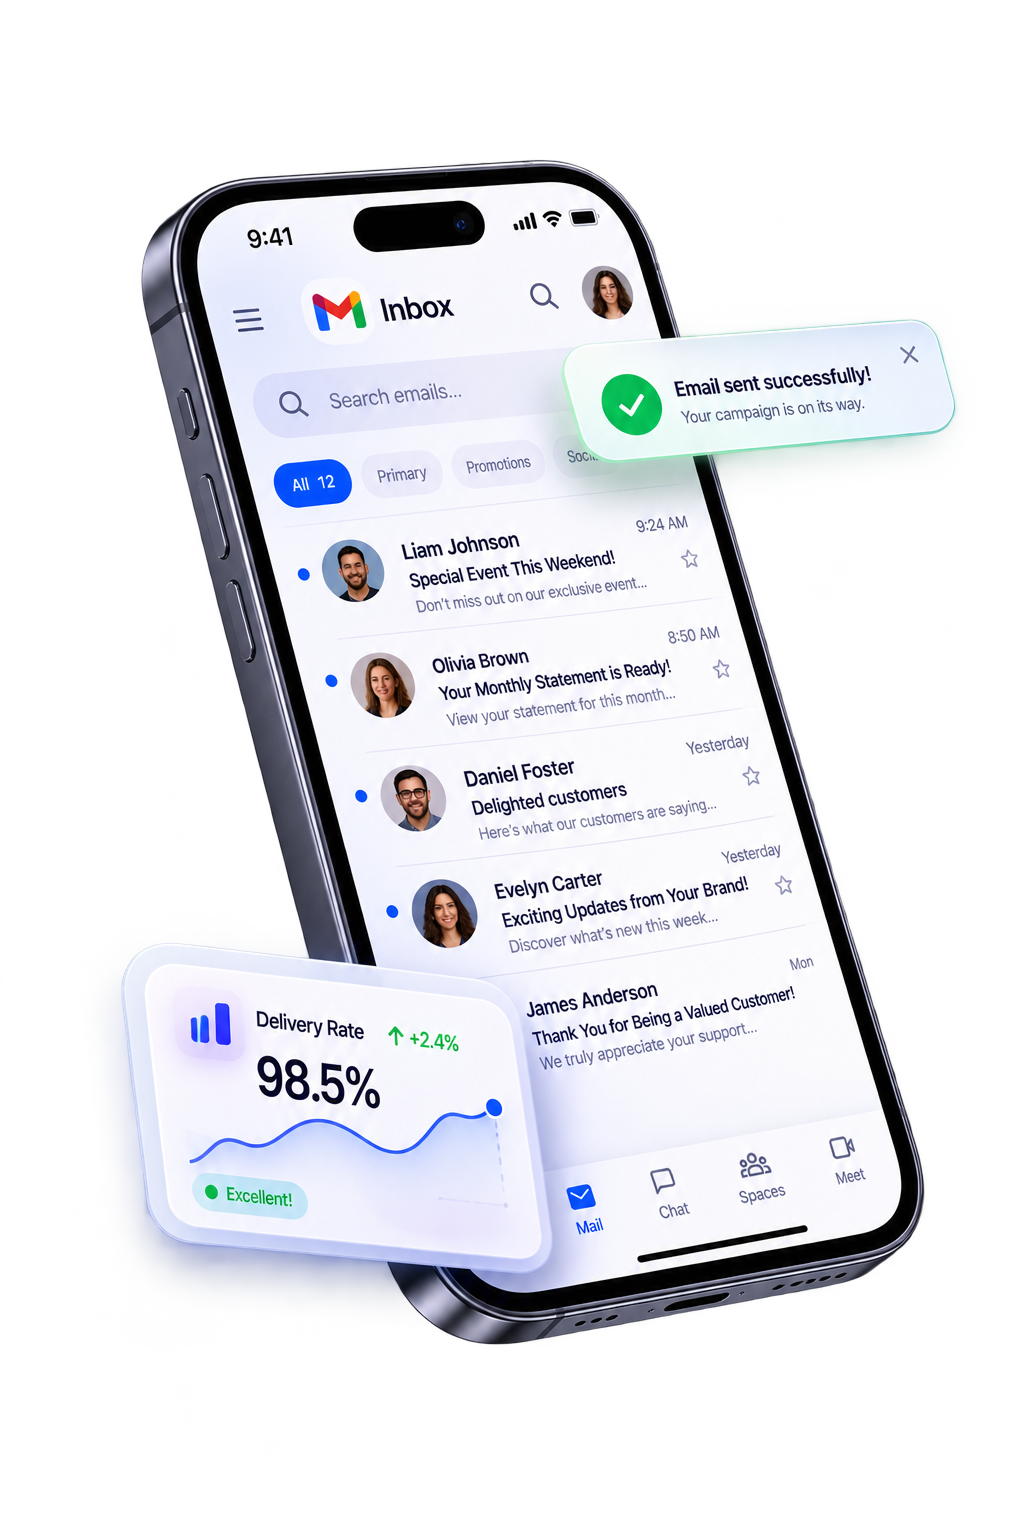 9:41
Inbox
Search emails...
Email sent successfully!
Your campaign is on its way.
All 12
Primary
Promotions
Liam Johnson
9:24 AM
Special Event This Weekend!
Don't miss out on our exclusive event...
Olivia Brown
8:50 AM
Your Monthly Statement is Ready!
View your statement for this month...
Daniel Foster
Yesterday
Delighted customers
Here's what our customers are saying...
Evelyn Carter
Yesterday
Exciting Updates from Your Brand!
Discover what's new this week...
James Anderson
Mon
Thank You for Being a Valued Customer!
We truly appreciate your support...
Delivery Rate
+2.4%
98.5%
Excellent!
Mail
Chat
Spaces
Meet